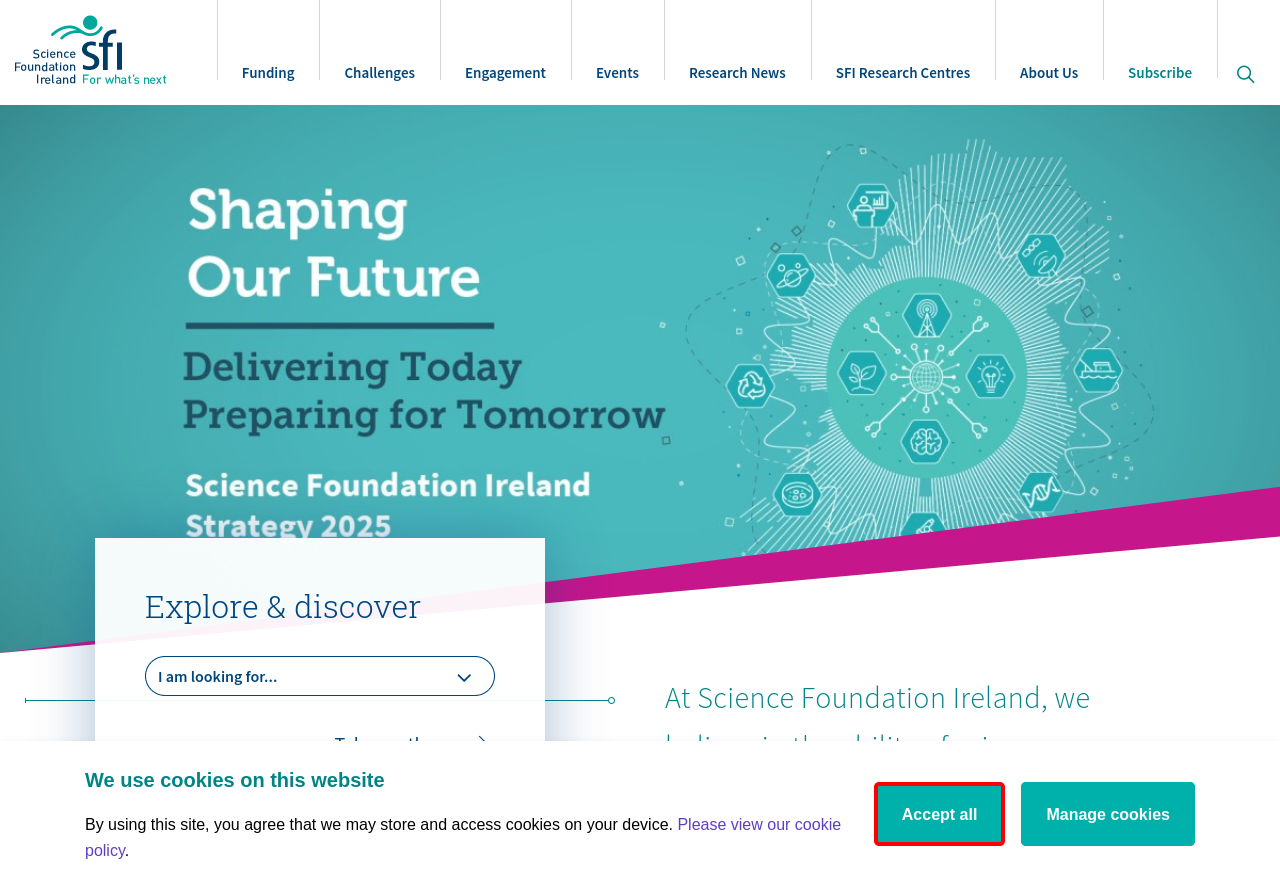 Science
Foundation
Ireland
sfi
For what's next
Funding
Challenges
Engagement
Events
Research News
SFI Research Centres
About Us
Subscribe
Shaping
Our Future
Delivering Today
Preparing for Tomorrow
Science Foundation Ireland
Strategy 2025
Explore & discover
I am looking for...
At Science Foundation Ireland, we
We use cookies on this website
By using this site, you agree that we may store and access cookies on your device. Please view our cookie
policy.
Accept all
Manage cookies